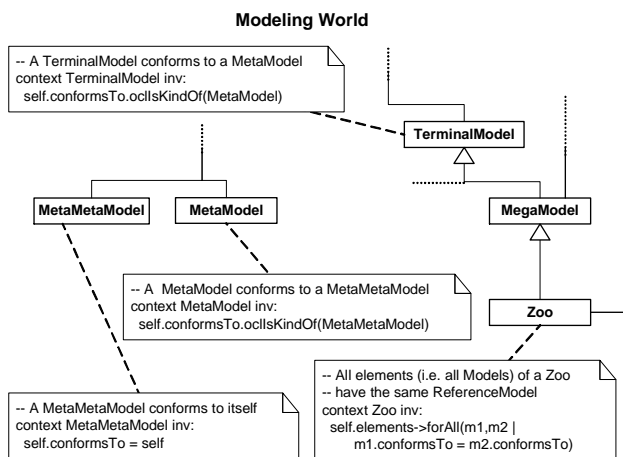 Modeling World
-- A TerminalModel conforms to a MetaModel
context TerminalModel inv:
self.conformsTo.oclIsKindOf(MetaModel)
TerminalModel
MetaMetaModel
MetaModel
MegaModel
-- A  MetaModel conforms to a MetaMetaModel
context MetaModel inv:
self.conformsTo.oclIsKindOf(MetaMetaModel)
Zoo
-- A MetaMetaModel conforms to itself
context MetaMetaModel inv:
self.conformsTo = self
-- All elements (i.e. all Models) of a Zoo
-- have the same ReferenceModel
context Zoo inv:
self.elements->forAll(m1,m2 |
m1.conformsTo = m2.conformsTo)